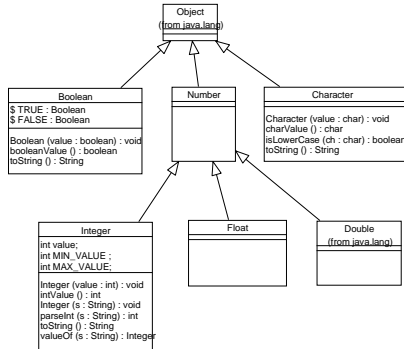 Object
(from java.lang)
Boolean
$ TRUE : Boolean
$ FALSE : Boolean
Boolean (value : boolean) : void
booleanValue () : boolean
toString () : String
Number
Character
Character (value : char) : void
charValue () : char
isLowerCase (ch : char) : boolean
toString () : String
Integer
int value;
int MIN_VALUE ;
int MAX_VALUE;
Integer (value : int) : void
intValue () : int
Integer (s : String) : void
parseInt (s : String) : int
toString () : String
valueOf (s : String) : Integer
Float
Double
(from java.lang)